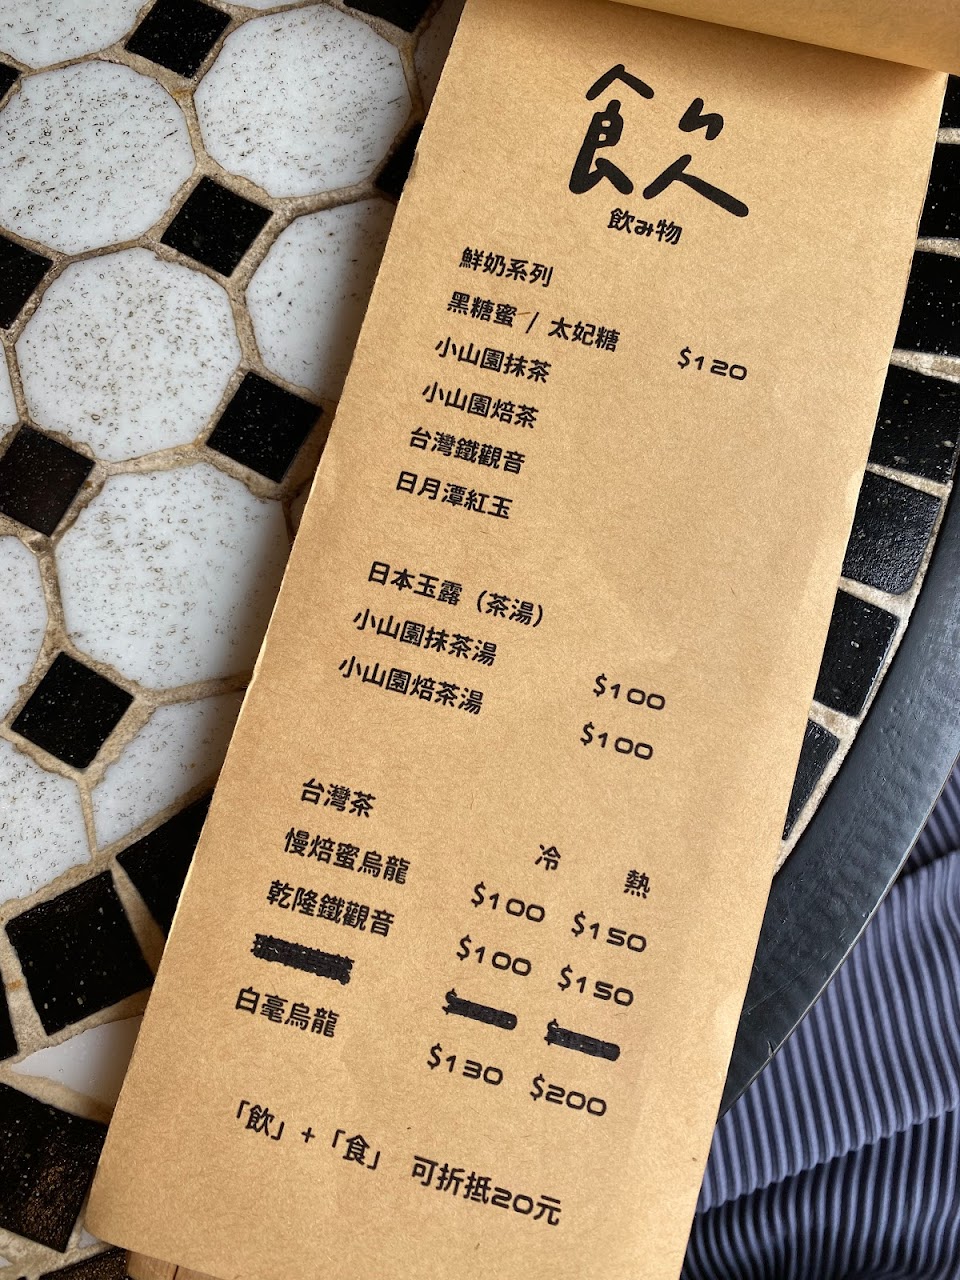 飲
飲み物
鮮奶系列
黑糖蜜 / 太妃糖 $120
小山園抹茶
小山園焙茶
台灣鐵觀音
日月潭紅玉
日本玉露（茶湯）
小山園抹茶湯 $100
小山園焙茶湯 $100
台灣茶 冷 熱
慢焙蜜烏龍 $100 $150
乾隆鐵觀音 $100 $150
白毫烏龍 $130 $200
「飲」+「食」 可折抵20元